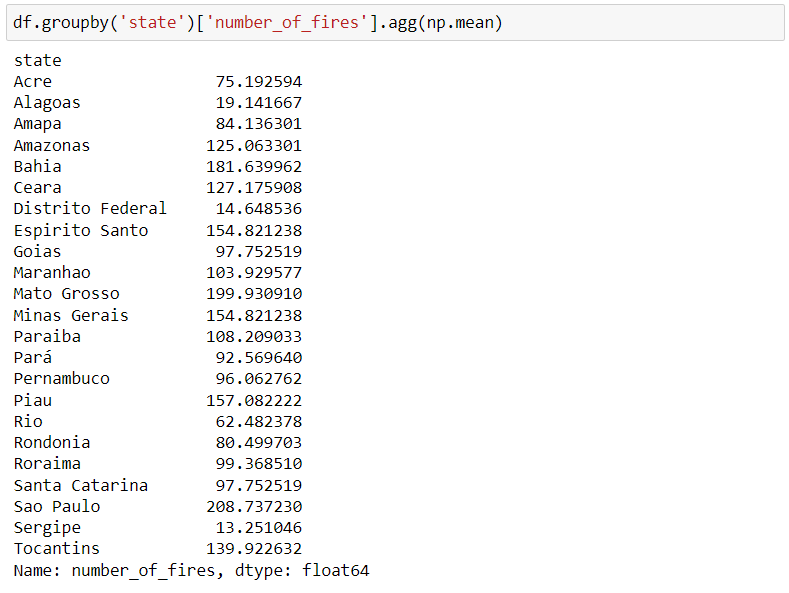 df.groupby('state')['number_of_fires'].agg(np.mean)
state
Acre 75.192594
Alagoas 19.141667
Amapa 84.136301
Amazonas 125.063301
Bahia 181.639962
Ceara 127.175908
Distrito Federal 14.648536
Espirito Santo 154.821238
Goias 97.752519
Maranhao 103.929577
Mato Grosso 199.930910
Minas Gerais 154.821238
Paraiba 108.209033
Pará 92.569640
Pernambuco 96.062762
Piau 157.082222
Rio 62.482378
Rondonia 80.499703
Roraima 99.368510
Santa Catarina 97.752519
Sao Paulo 208.737230
Sergipe 13.251046
Tocantins 139.922632
Name: number_of_fires, dtype: float64